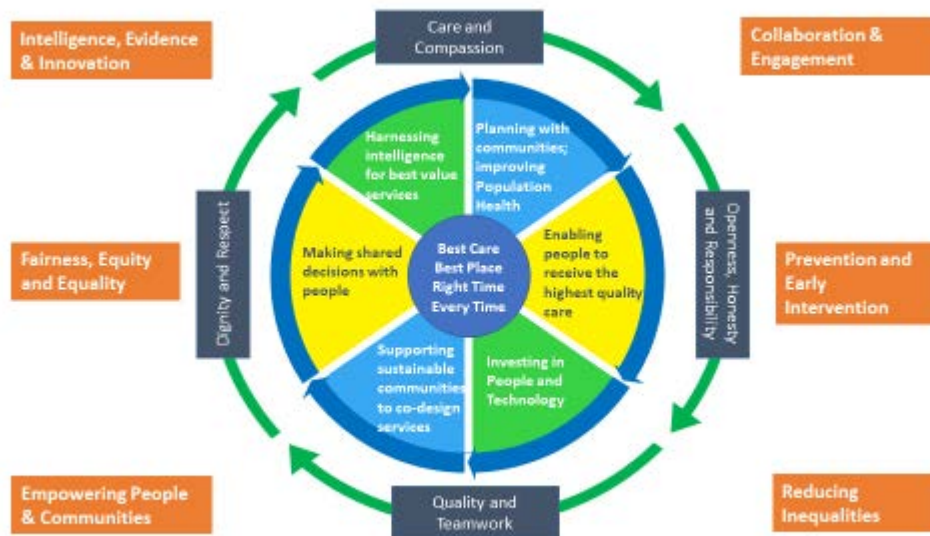 Intelligence, Evidence
& Innovation
Care and
Compassion
Collaboration &
Engagement
Harnessing
intelligence
for best value
services
Planning with
communities;
improving
Population
Health
Dignity and Respect
Openness, Honesty
and Responsibility
Fairness, Equity
and Equality
Making shared
decisions with
people
Best Care
Best Place
Right Time
Every Time
Enabling
people to
receive the
highest quality
care
Prevention and
Early
Intervention
Supporting
sustainable
communities
to co-design
services
Investing in
People and
Technology
Empowering People
& Communities
Quality and
Teamwork
Reducing
Inequalities